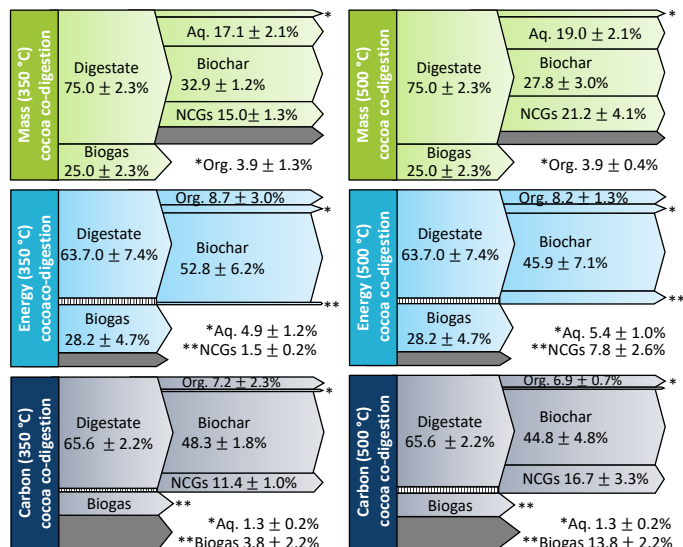 Mass (350 °C)
cocoa co-digestion
Digestate
75.0 ± 2.3%
Biogas
25.0 ± 2.3%
*
Aq. 17.1 ± 2.1%
Biochar
32.9 ± 1.2%
NCGs 15.0 ± 1.3%
*Org. 3.9 ± 1.3%
Mass (500 °C)
cocoa co-digestion
Digestate
75.0 ± 2.3%
Biogas
25.0 ± 2.3%
*
Aq. 19.0 ± 2.1%
Biochar
27.8 ± 3.0%
NCGs 21.2 ± 4.1%
*Org. 3.9 ± 0.4%
Energy (350 °C)
cocoaco-digestion
Digestate
63.7.0 ± 7.4%
Biogas
28.2 ± 4.7%
Org. 8.7 ± 3.0%
*
Biochar
52.8 ± 6.2%
**
*Aq. 4.9 ± 1.2%
**NCGs 1.5 ± 0.2%
Energy (500 °C)
cocoa co-digestion
Digestate
63.7.0 ± 7.4%
Biogas
28.2 ± 4.7%
Org. 8.2 ± 1.3%
*
Biochar
45.9 ± 7.1%
**
*Aq. 5.4 ± 1.0%
**NCGs 7.8 ± 2.6%
Carbon (350 °C)
cocoa co-digestion
Digestate
65.6 ± 2.2%
Biogas
Org. 7.2 ± 2.3%
*
Biochar
48.3 ± 1.8%
NCGs 11.4 ± 1.0%
**
*Aq. 1.3 ± 0.2%
**Biogas 3.8 ± 2.2%
Carbon (500 °C)
cocoa co-digestion
Digestate
65.6 ± 2.2%
Biogas
Org. 6.9 ± 0.7%
*
Biochar
44.8 ± 4.8%
NCGs 16.7 ± 3.3%
**
*Aq. 1.3 ± 0.2%
**Biogas 13.8 ± 2.2%